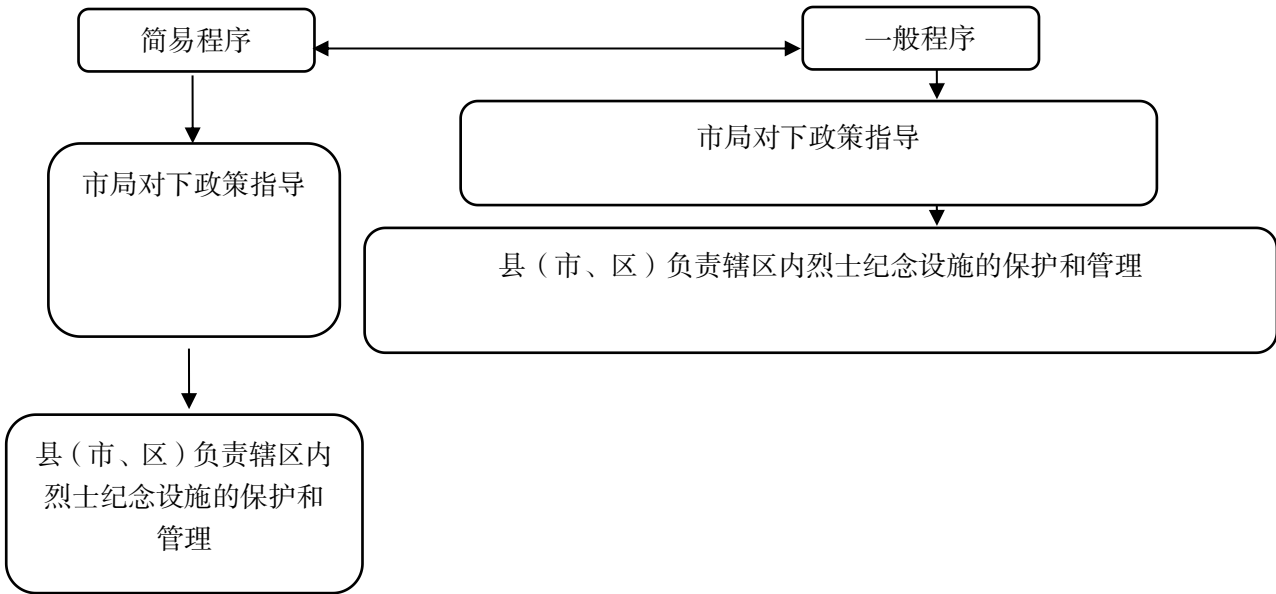 简易程序
一般程序
市局对下政策指导
市局对下政策指导
县（市、区）负责辖区内烈士纪念设施的保护和管理
县（市、区）负责辖区内
烈士纪念设施的保护和
管理